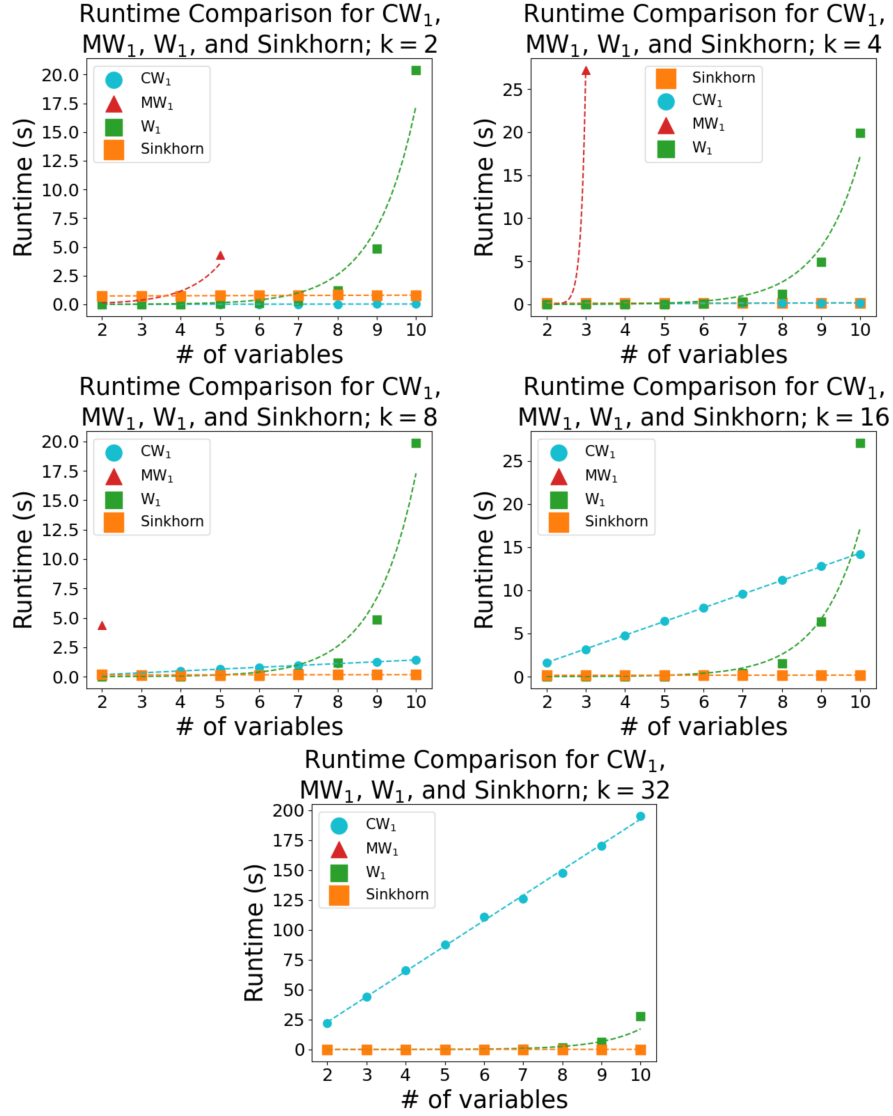 Runtime Comparison for CW₁,
MW₁, W₁, and Sinkhorn; k = 2
Runtime (s)
20.0
17.5
15.0
12.5
10.0
7.5
5.0
2.5
0.0
CW₁
MW₁
W₁
Sinkhorn
2 3 4 5 6 7 8 9 10
# of variables
Runtime Comparison for CW₁,
MW₁, W₁, and Sinkhorn; k = 4
Runtime (s)
25
20
15
10
5
0
Sinkhorn
CW₁
MW₁
W₁
2 3 4 5 6 7 8 9 10
# of variables
Runtime Comparison for CW₁,
MW₁, W₁, and Sinkhorn; k = 8
Runtime (s)
20.0
17.5
15.0
12.5
10.0
7.5
5.0
2.5
0.0
CW₁
MW₁
W₁
Sinkhorn
2 3 4 5 6 7 8 9 10
# of variables
Runtime Comparison for CW₁,
MW₁, W₁, and Sinkhorn; k = 16
Runtime (s)
25
20
15
10
5
0
CW₁
MW₁
W₁
Sinkhorn
2 3 4 5 6 7 8 9 10
# of variables
Runtime Comparison for CW₁,
MW₁, W₁, and Sinkhorn; k = 32
Runtime (s)
200
175
150
125
100
75
50
25
0
CW₁
MW₁
W₁
Sinkhorn
2 3 4 5 6 7 8 9 10
# of variables